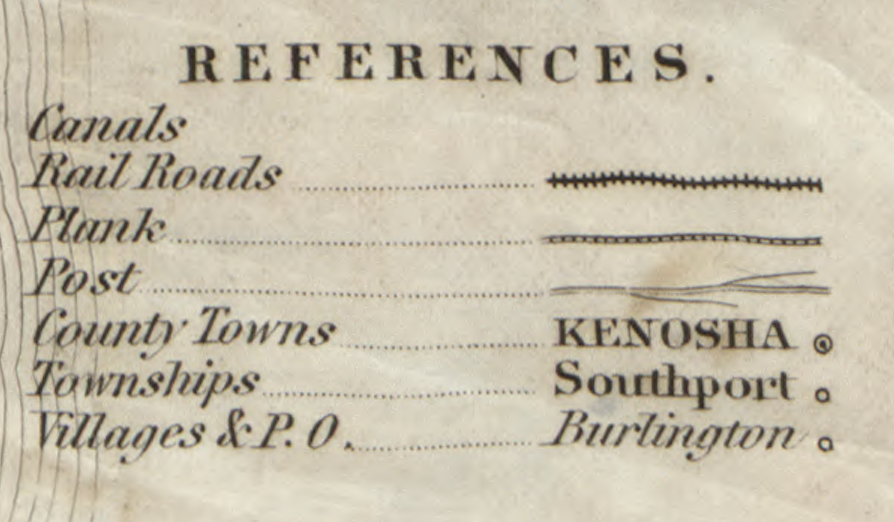 REFERENCES.
Canals
Rail Roads
Plank
Post
County Towns KENOSHA
Townships Southport
Villages & P. O. Burlington